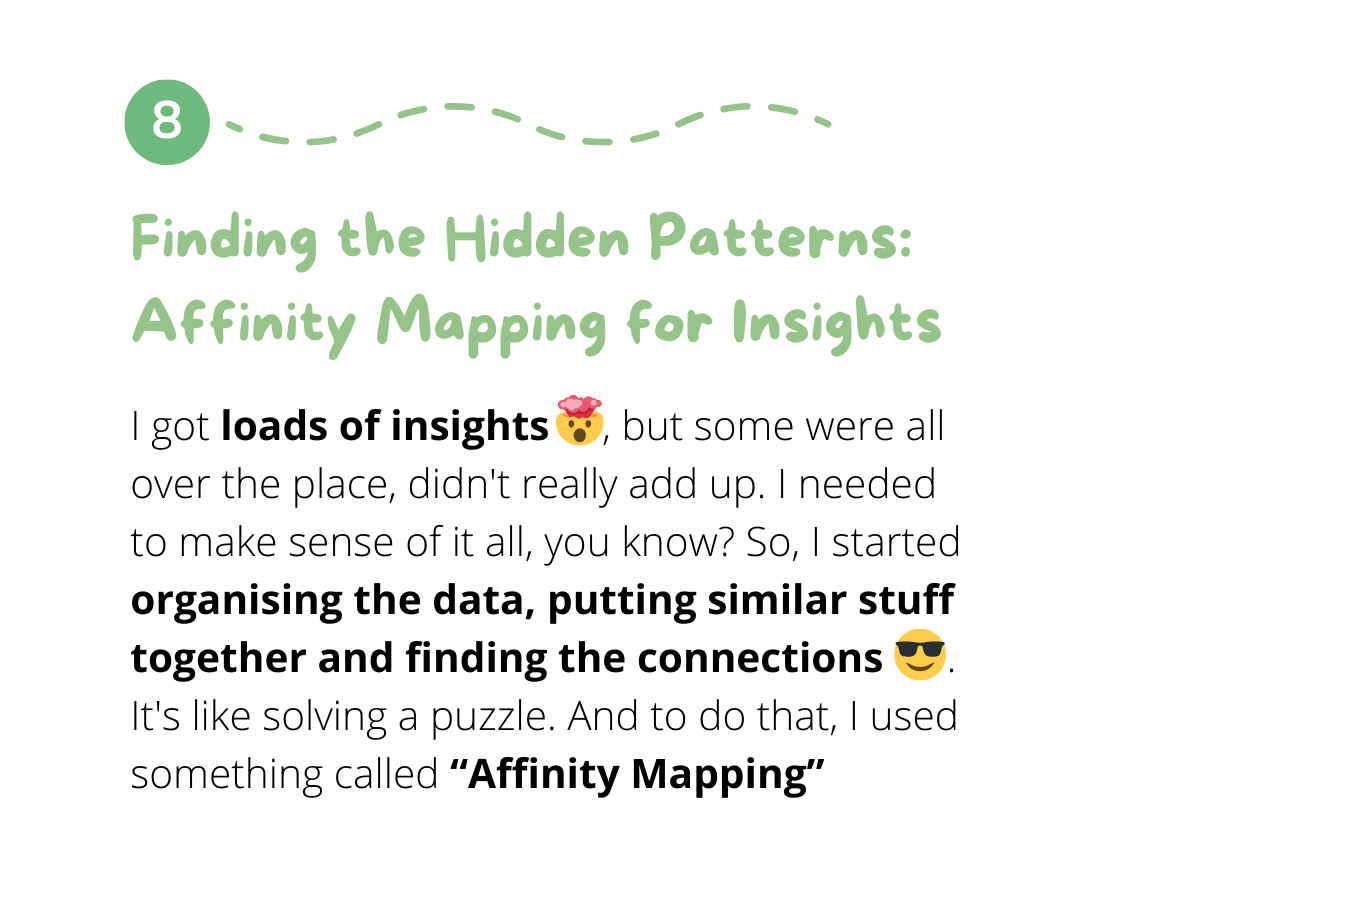 8
Finding the Hidden Patterns:
Affinity Mapping for Insights
I got loads of insights🤯, but some were all
over the place, didn't really add up. I needed
to make sense of it all, you know? So, I started
organising the data, putting similar stuff
together and finding the connections 😎.
It's like solving a puzzle. And to do that, I used
something called “Affinity Mapping”